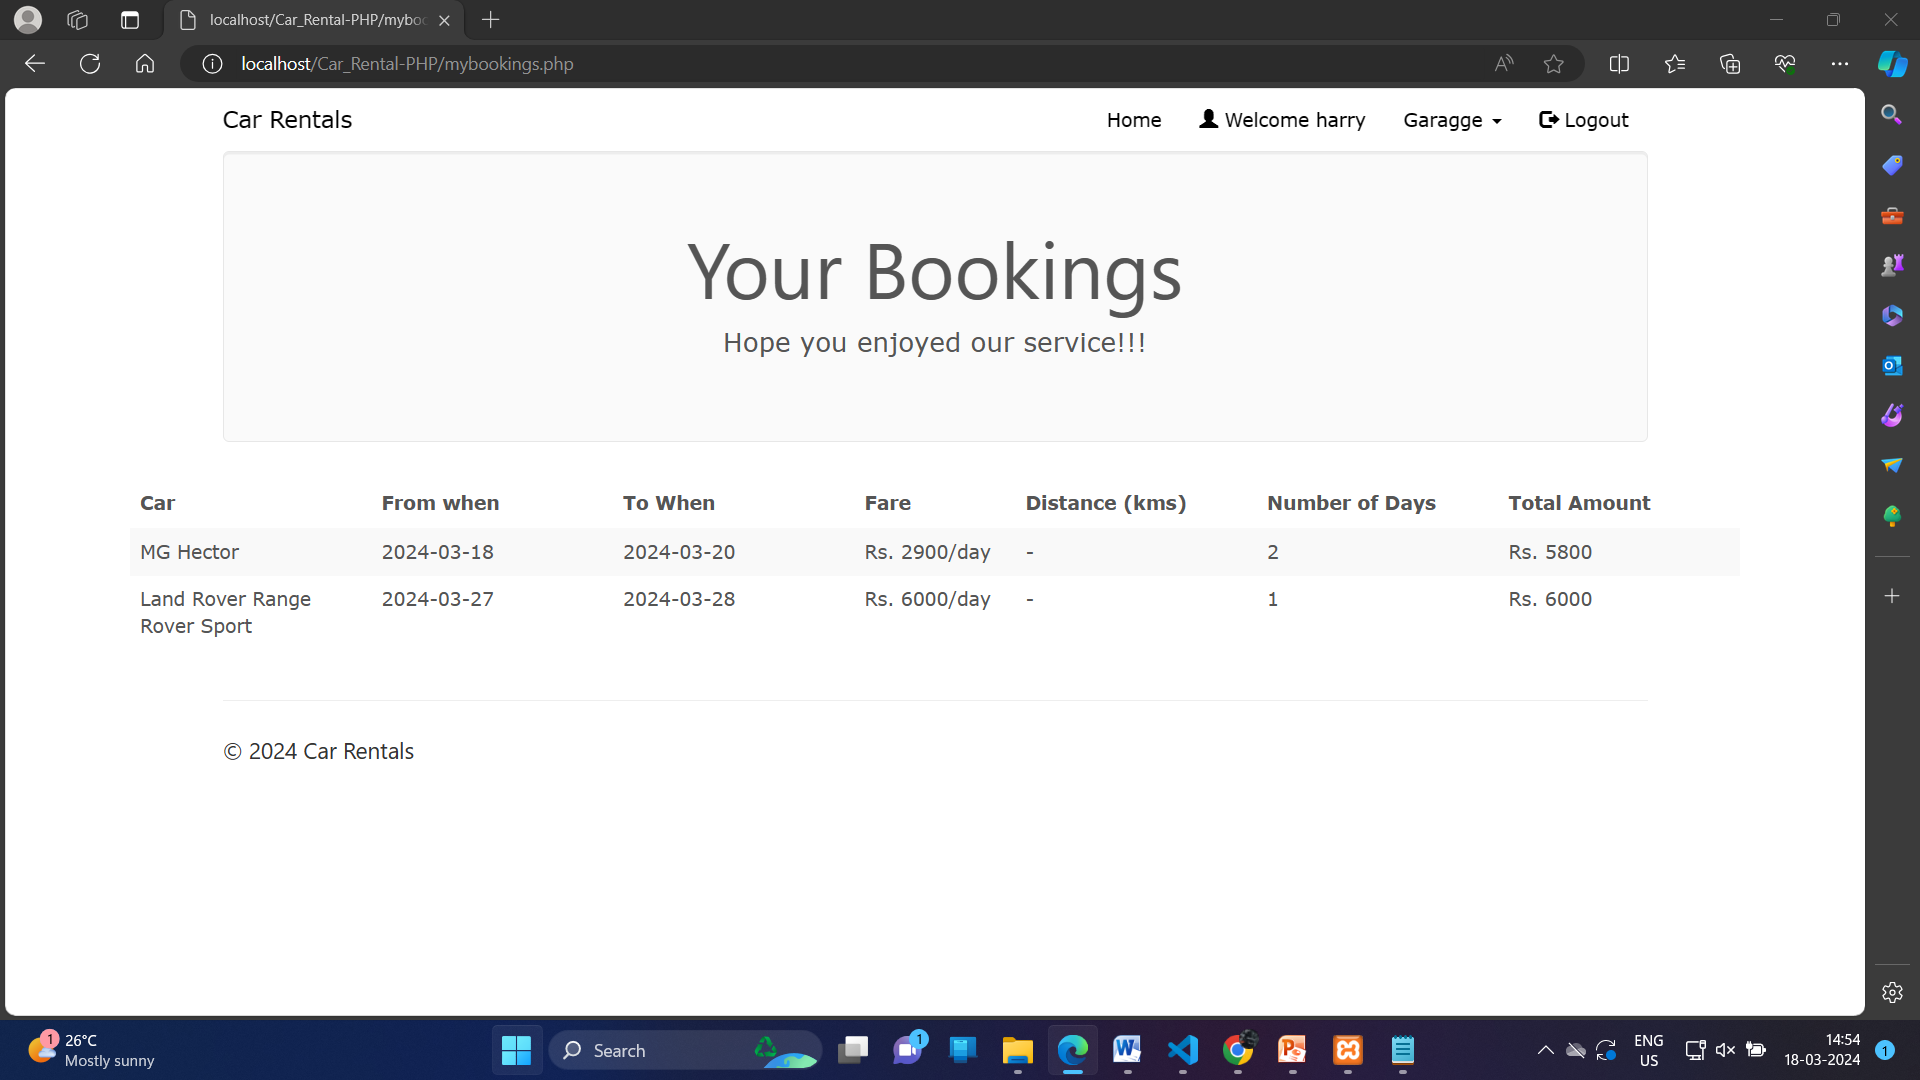 localhost/Car_Rental-PHP/myboo
localhost/Car_Rental-PHP/mybookings.php
Car Rentals
Home
Welcome harry
Garagge
Logout
Your Bookings
Hope you enjoyed our service!!!
Car From when To When Fare Distance (kms) Number of Days Total Amount
MG Hector 2024-03-18 2024-03-20 Rs. 2900/day - 2 Rs. 5800
Land Rover Range 2024-03-27 2024-03-28 Rs. 6000/day - 1 Rs. 6000
Rover Sport
© 2024 Car Rentals
1
26°C
Mostly sunny
Search
1
ENG
US
14:54
18-03-2024
1